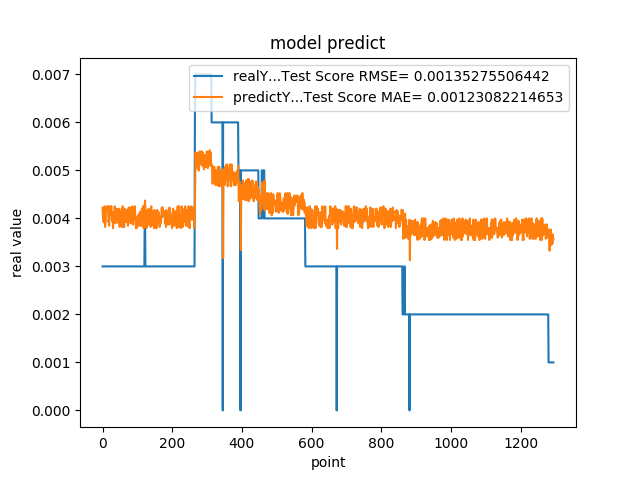 model predict
realY...Test Score RMSE= 0.00135275506442
predictY...Test Score MAE= 0.00123082214653
0.007
0.006
0.005
0.004
0.003
0.002
0.001
0.000
real value
0 200 400 600 800 1000 1200
point